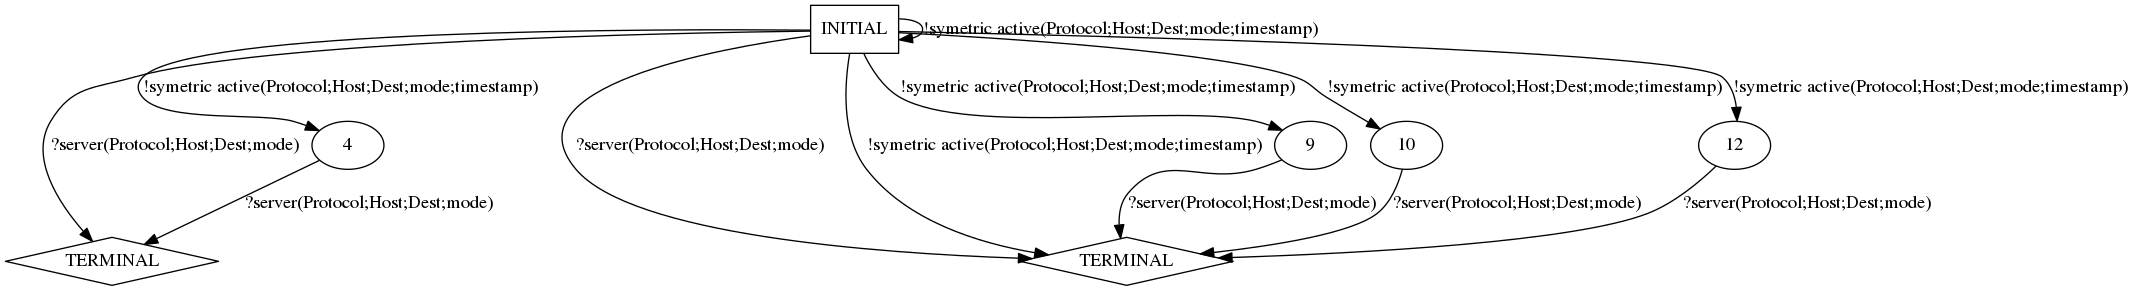 INITIAL
!symetric active(Protocol;Host;Dest;mode;timestamp)
!symetric active(Protocol;Host;Dest;mode;timestamp)
!symetric active(Protocol;Host;Dest;mode;timestamp)
!symetric active(Protocol;Host;Dest;mode;timestamp)
!symetric active(Protocol;Host;Dest;mode;timestamp)
?server(Protocol;Host;Dest;mode)
4
?server(Protocol;Host;Dest;mode)
!symetric active(Protocol;Host;Dest;mode;timestamp)
9
10
12
?server(Protocol;Host;Dest;mode)
?server(Protocol;Host;Dest;mode)
?server(Protocol;Host;Dest;mode)
?server(Protocol;Host;Dest;mode)
TERMINAL
TERMINAL